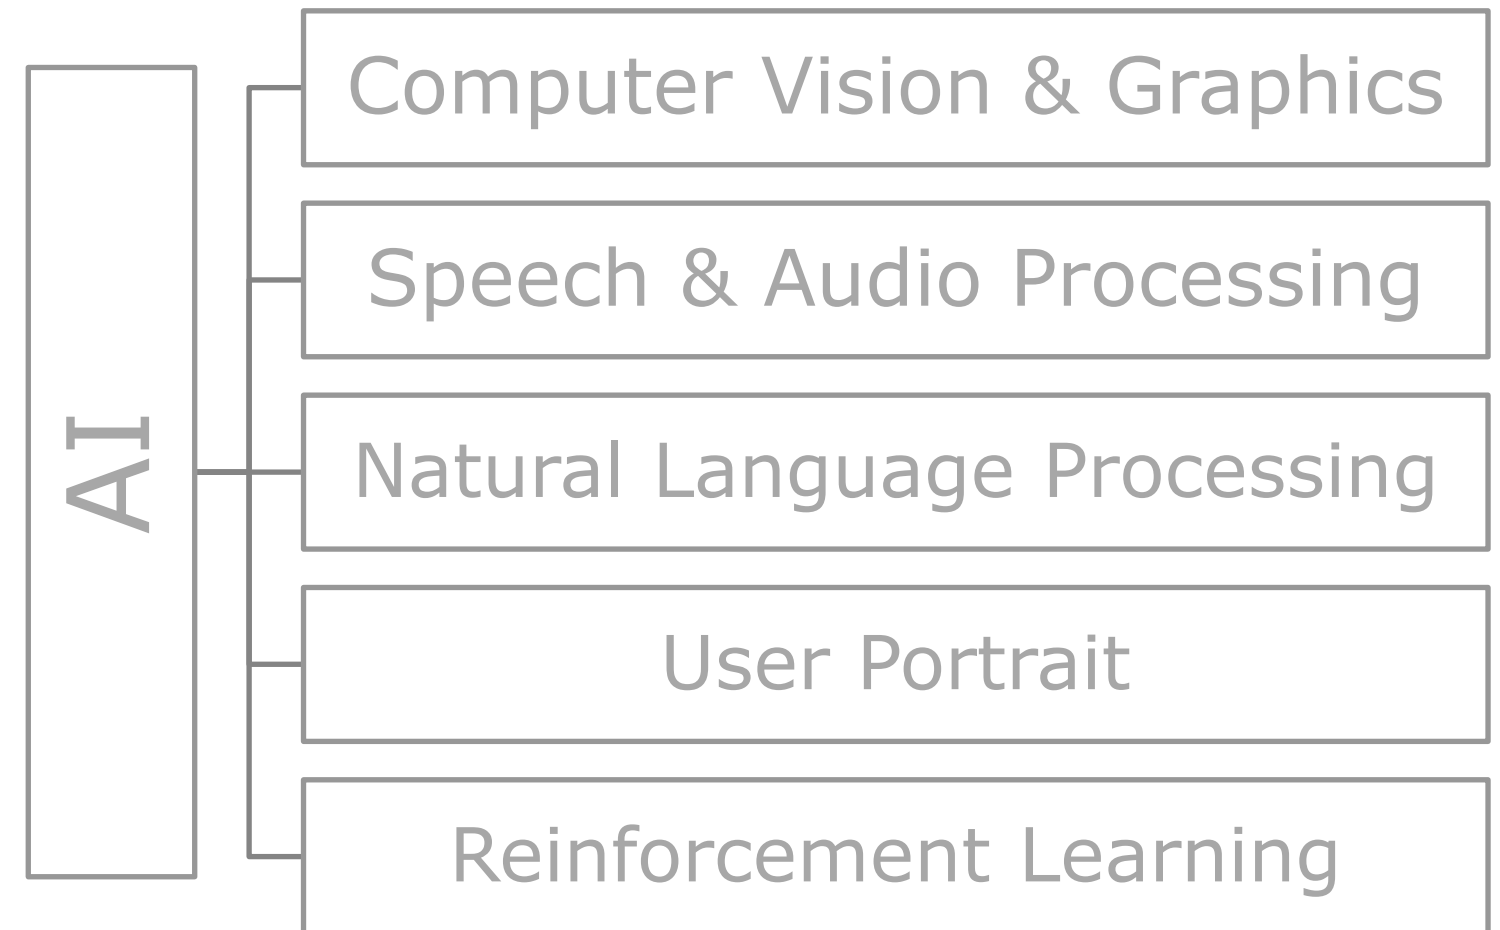 AI
Computer Vision & Graphics
Speech & Audio Processing
Natural Language Processing
User Portrait
Reinforcement Learning